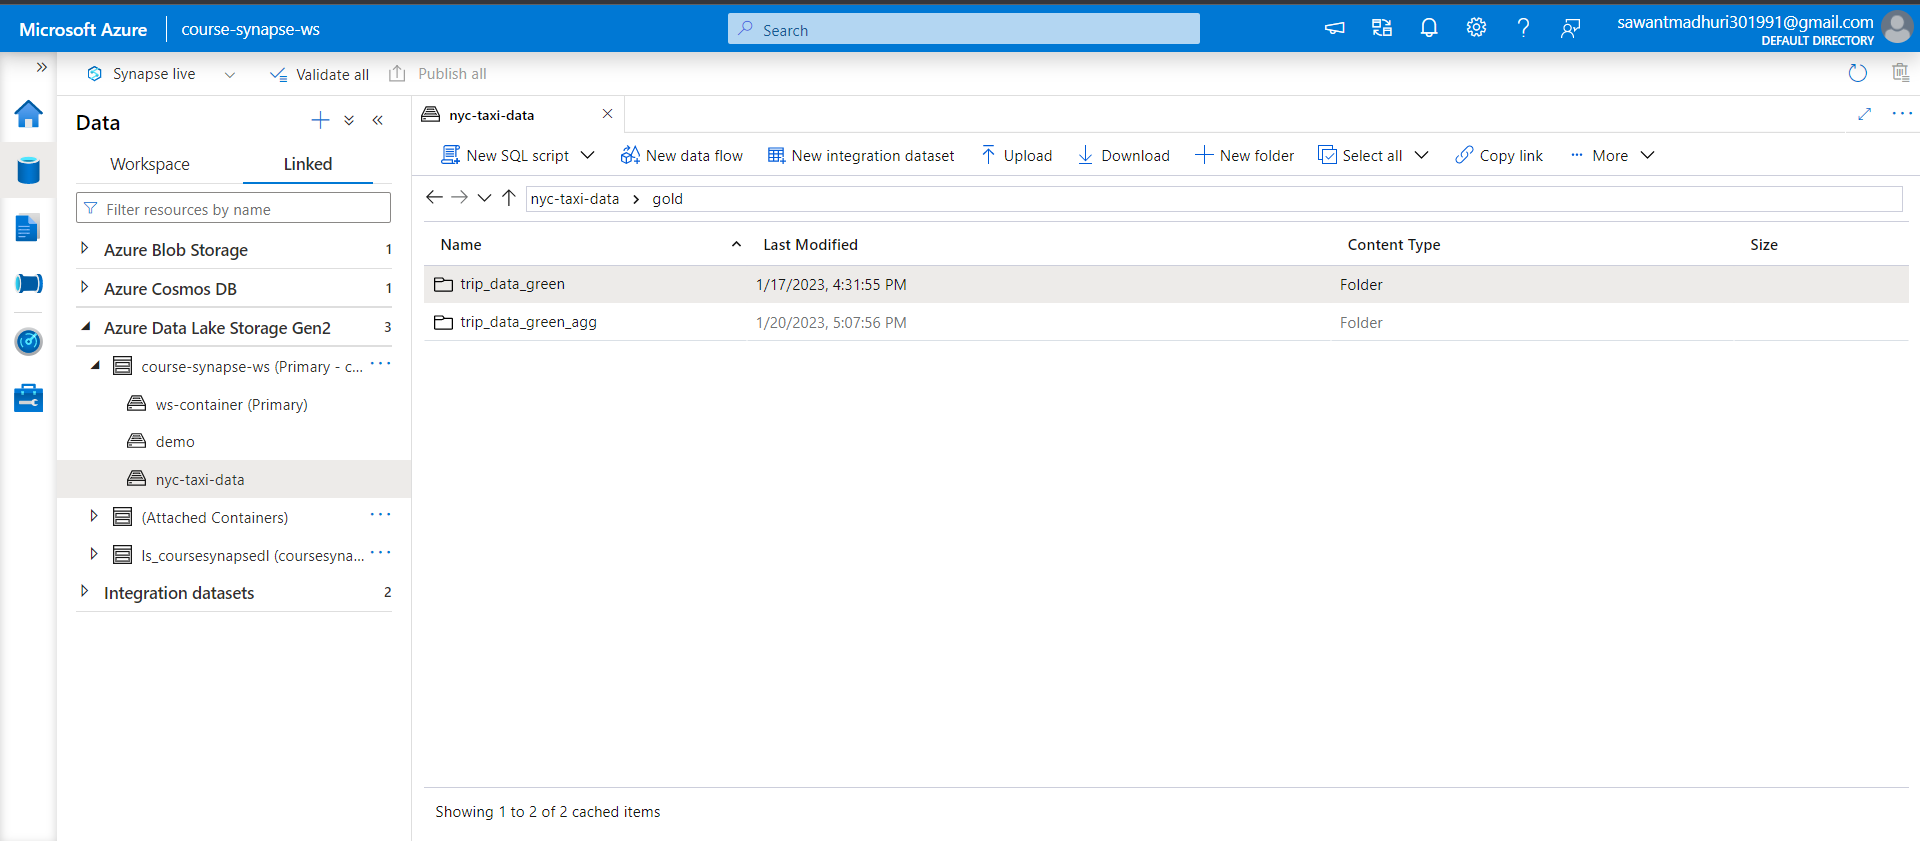 Microsoft Azure | course-synapse-ws
Search
sawantmadhuri301991@gmail.com
DEFAULT DIRECTORY
Synapse live
Validate all
Publish all
Data
Workspace
Linked
Filter resources by name
Azure Blob Storage 1
Azure Cosmos DB 1
Azure Data Lake Storage Gen2 3
course-synapse-ws (Primary - c...
ws-container (Primary)
demo
nyc-taxi-data
(Attached Containers)
ls_coursesynapsedl (coursesyna...
Integration datasets 2
nyc-taxi-data
New SQL script
New data flow
New integration dataset
Upload
Download
New folder
Select all
Copy link
More
nyc-taxi-data > gold
Name Last Modified Content Type Size
trip_data_green 1/17/2023, 4:31:55 PM Folder
trip_data_green_agg 1/20/2023, 5:07:56 PM Folder
Showing 1 to 2 of 2 cached items